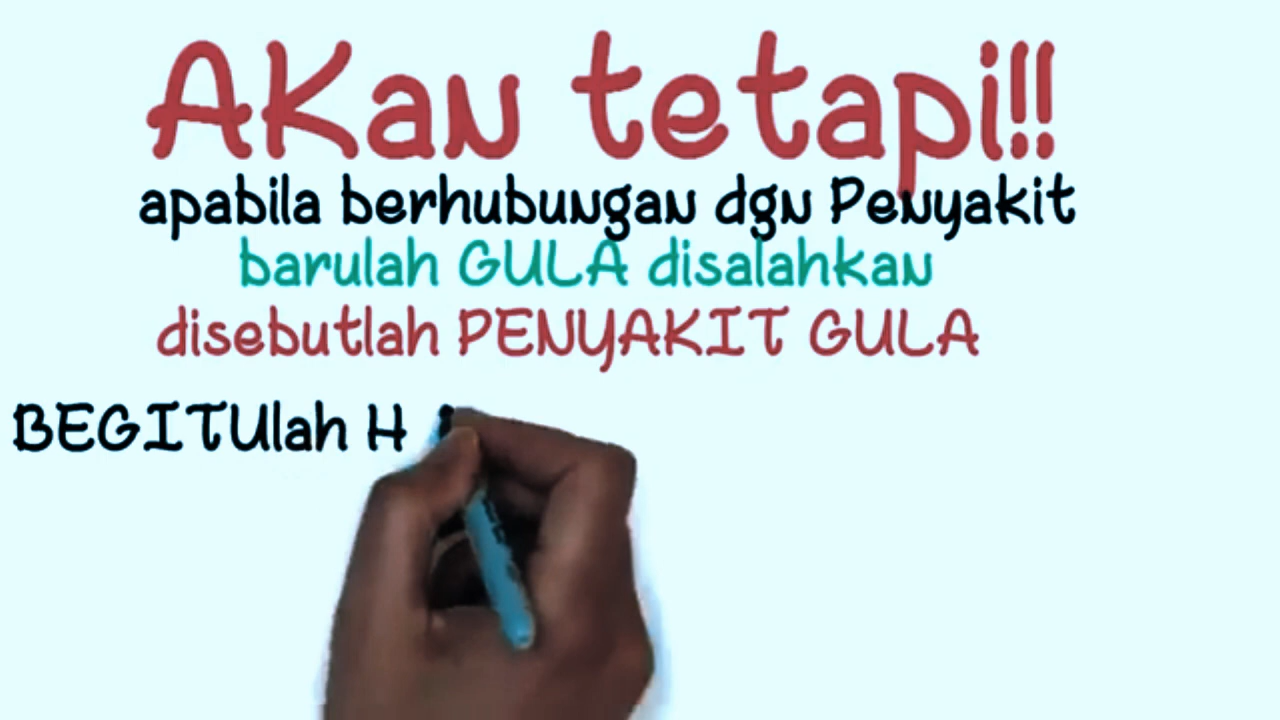 AKan tetapi!!
apabila berhubungan dgn Penyakit
barulah GULA disalahkan
disebutlah PENYAKIT GULA
BEGITUlah H